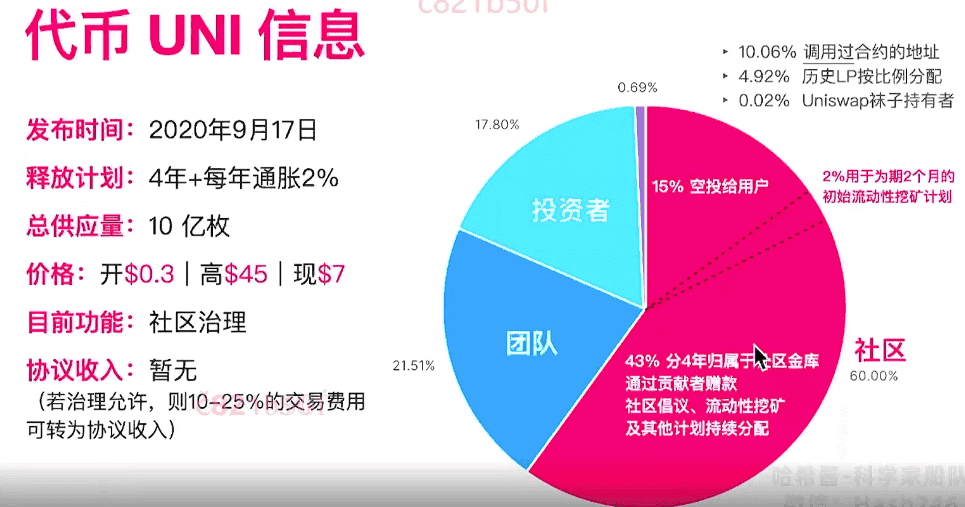 c821b50f
代币 UNI 信息
发布时间：2020年9月17日
释放计划：4年+每年通胀2%
总供应量：10 亿枚
价格：开$0.3｜高$45｜现$7
目前功能：社区治理
协议收入：暂无
（若治理允许，则10-25%的交易费用
可转为协议收入）
c821b50f
‣ 10.06% 调用过合约的地址
‣ 4.92% 历史LP按比例分配
‣ 0.02% Uniswap袜子持有者
0.69%
17.80%
投资者
15% 空投给用户
2%用于为期2个月的
初始流动性挖矿计划
团队
21.51%
43% 分4年归属于社区金库
通过贡献者赠款
社区倡议、流动性挖矿
及其他计划持续分配
社区
60.00%
-科学家船队